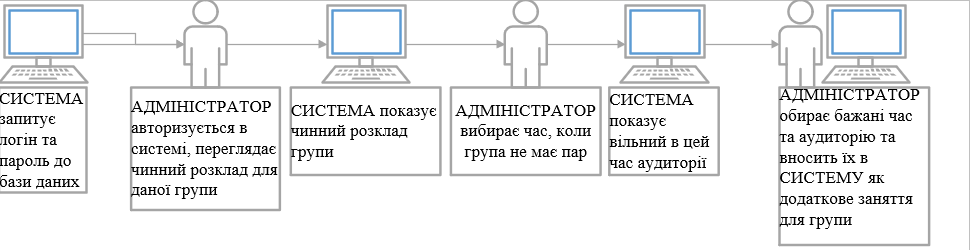 СИСТЕМА
запитує
логін та
пароль до
бази даних
АДМІНІСТРАТОР
авторизується в
системі, переглядає
чинний розклад для
даної групи
СИСТЕМА показує
чинний розклад
групи
АДМІНІСТРАТОР
вибирає час, коли
група не має пар
СИСТЕМА
показує
вільний в цей
час аудиторії
АДМІНІСТРАТОР
обирає бажані час
та аудиторію та
вносить їх в
СИСТЕМУ як
додаткове заняття
для групи